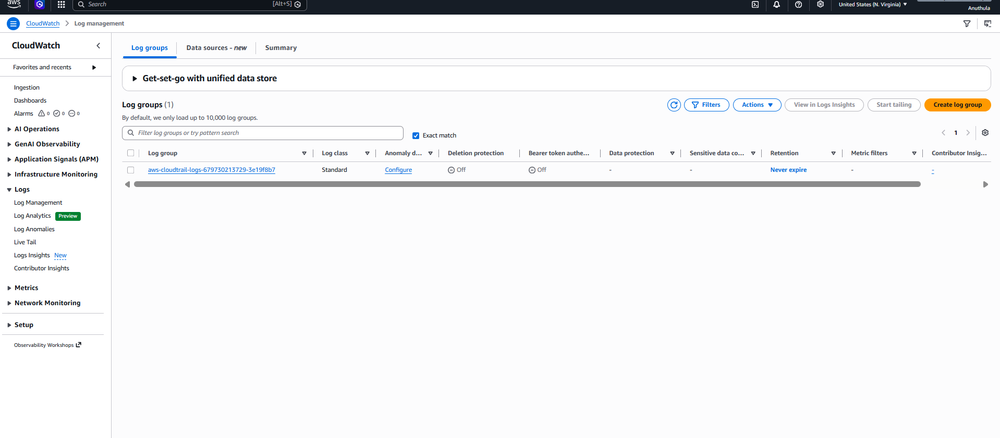 aws
Search [Alt+S]
United States (N. Virginia)
Anuthula
CloudWatch Log management
CloudWatch
Favorites and recents
Ingestion
Dashboards
Alarms 0 0 0
AI Operations
GenAI Observability
Application Signals (APM)
Infrastructure Monitoring
Logs
Log Management
Log Analytics Preview
Log Anomalies
Live Tail
Logs Insights New
Contributor Insights
Metrics
Network Monitoring
Setup
Observability Workshops
Log groups Data sources - new Summary
Get-set-go with unified data store
Log groups (1)
Filters Actions View in Logs Insights Start tailing Create log group
By default, we only load up to 10,000 log groups.
Filter log groups or try pattern search Exact match 1
Log group Log class Anomaly d... Deletion protection Bearer token authe... Data protection Sensitive data co... Retention Metric filters Contributor Insig...
aws-cloudtrail-logs-679730213729-3e19f8b7 Standard Configure Off Off - - Never expire - -